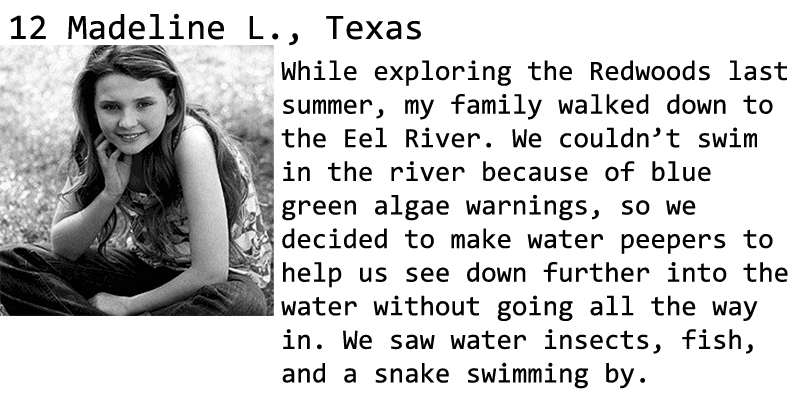 12 Madeline L., Texas
While exploring the Redwoods last
summer, my family walked down to
the Eel River. We couldn’t swim
in the river because of blue
green algae warnings, so we
decided to make water peepers to
help us see down further into the
water without going all the way
in. We saw water insects, fish,
and a snake swimming by.